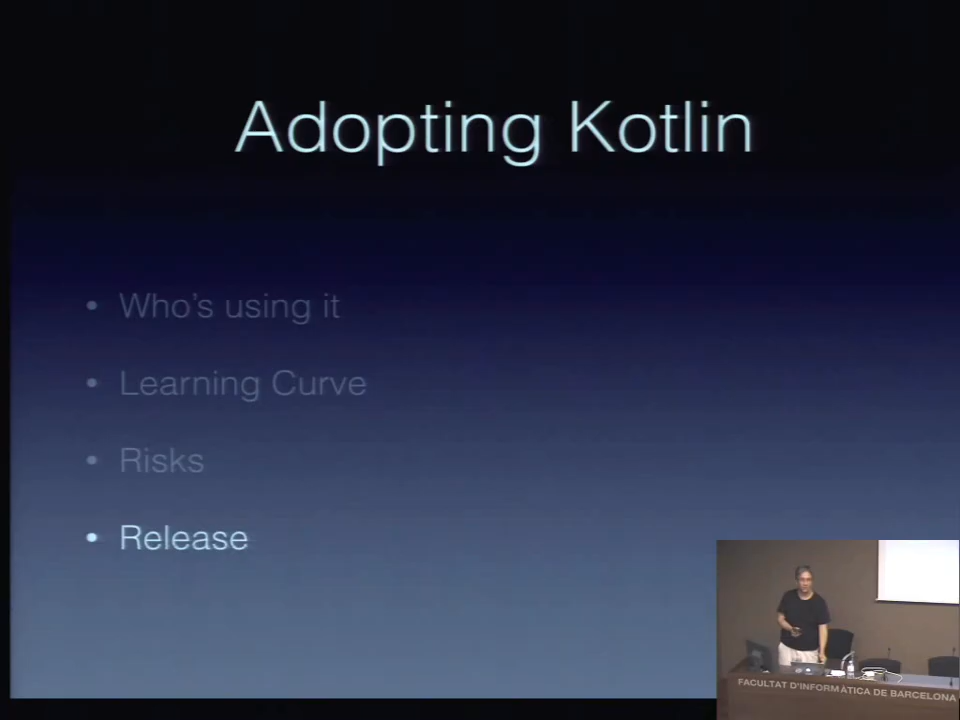 Adopting Kotlin
• Who's using it
• Learning Curve
• Risks
• Release
FACULTAT D'INFORMÀTICA DE BARCELONA